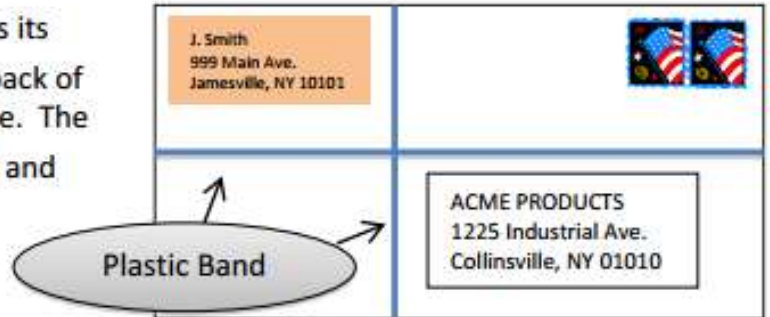 s its
back of
e. The
and
J. Smith
999 Main Ave.
Jamesville, NY 10101
ACME PRODUCTS
1225 Industrial Ave.
Collinsville, NY 01010
Plastic Band